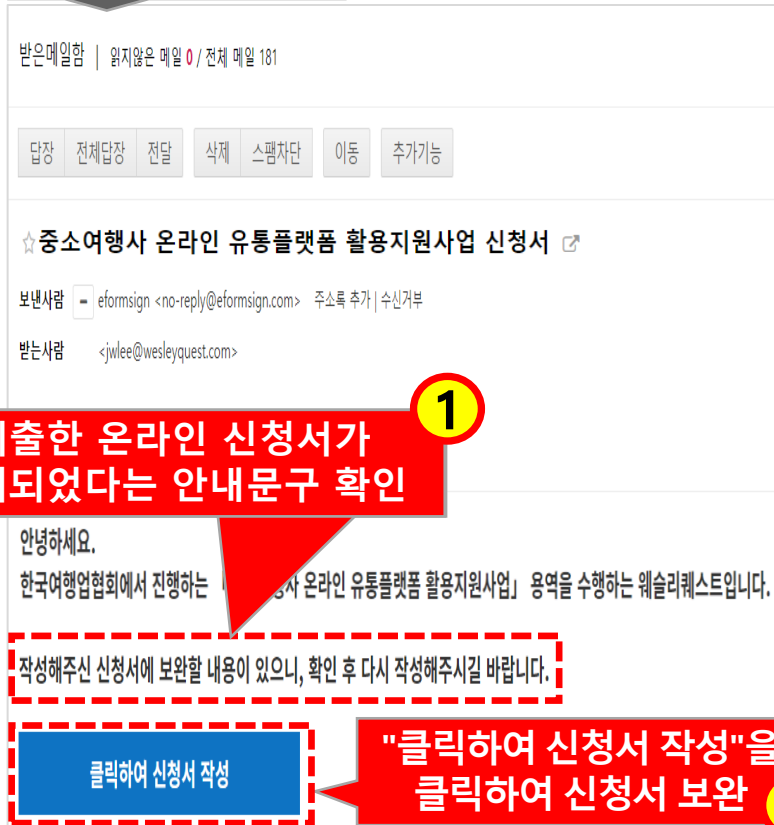 받은메일함 | 읽지않은 메일 0 / 전체 메일 181
답장 전체답장 전달 삭제 스팸차단 이동 추가기능
☆중소여행사 온라인 유통플랫폼 활용지원사업 신청서
보낸사람 eformsign <no-reply@eformsign.com> 주소록 추가 | 수신거부
받는사람 <jwlee@wesleyquest.com>
1
온라인 신청서가
안내문구 확인
안녕하세요.
한국여행업협회에서 진행하는 온라인 유통플랫폼 활용지원사업」 용역을 수행하는 웨슬리퀘스트입니다.
작성해주신 신청서에 보완할 내용이 있으니, 확인 후 다시 작성해주시길 바랍니다.
클릭하여 신청서 작성
"클릭하여 신청서 작성"을
클릭하여 신청서 보완